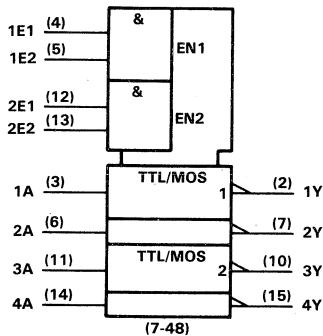 &
1E1 (4)
EN1
1E2 (5)
&
2E1 (12)
EN2
2E2 (13)
TTL/MOS
1A (3) 1 (2) 1Y
2A (6) (7) 2Y
TTL/MOS
3A (11) 2 (10) 3Y
4A (14) (15) 4Y
(7-48)